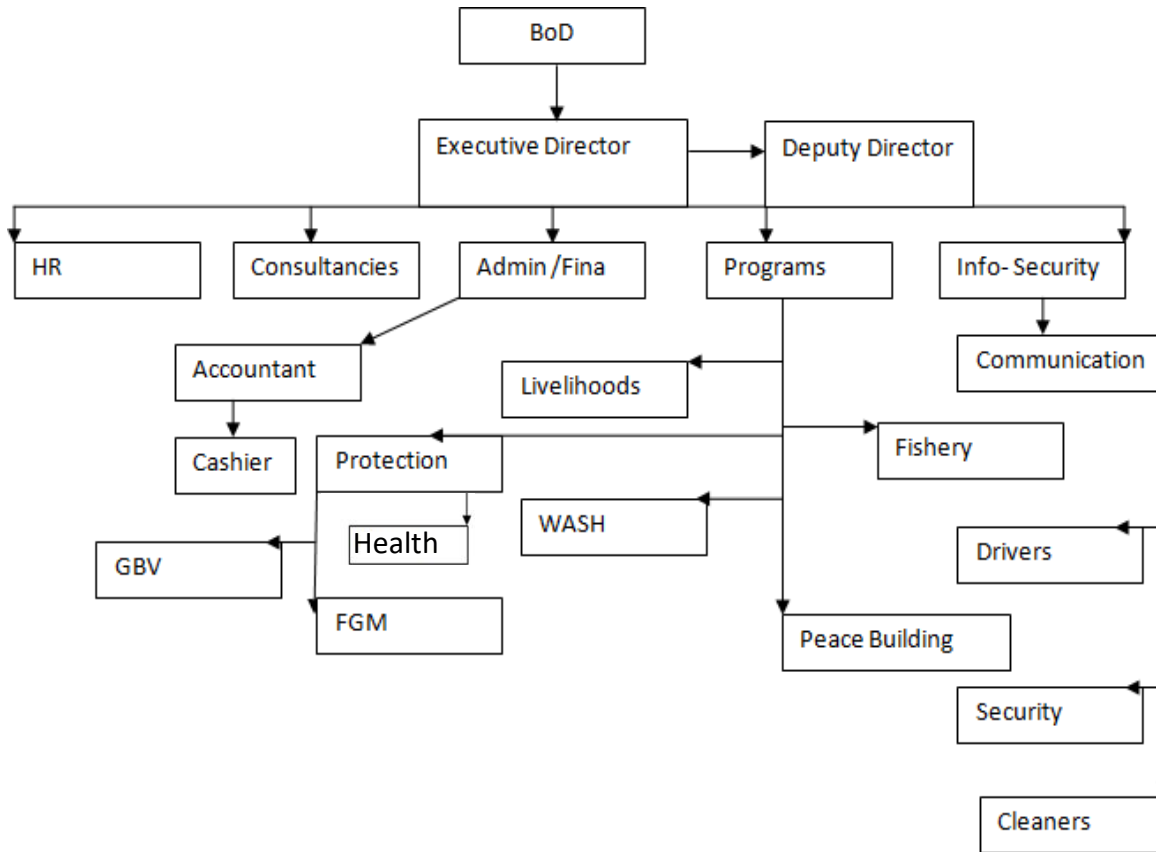 BoD
Executive Director
Deputy Director
HR
Consultancies
Admin /Fina
Programs
Info- Security
Accountant
Livelihoods
Communication
Cashier
Protection
Fishery
WASH
Health
GBV
Drivers
FGM
Peace Building
Security
Cleaners